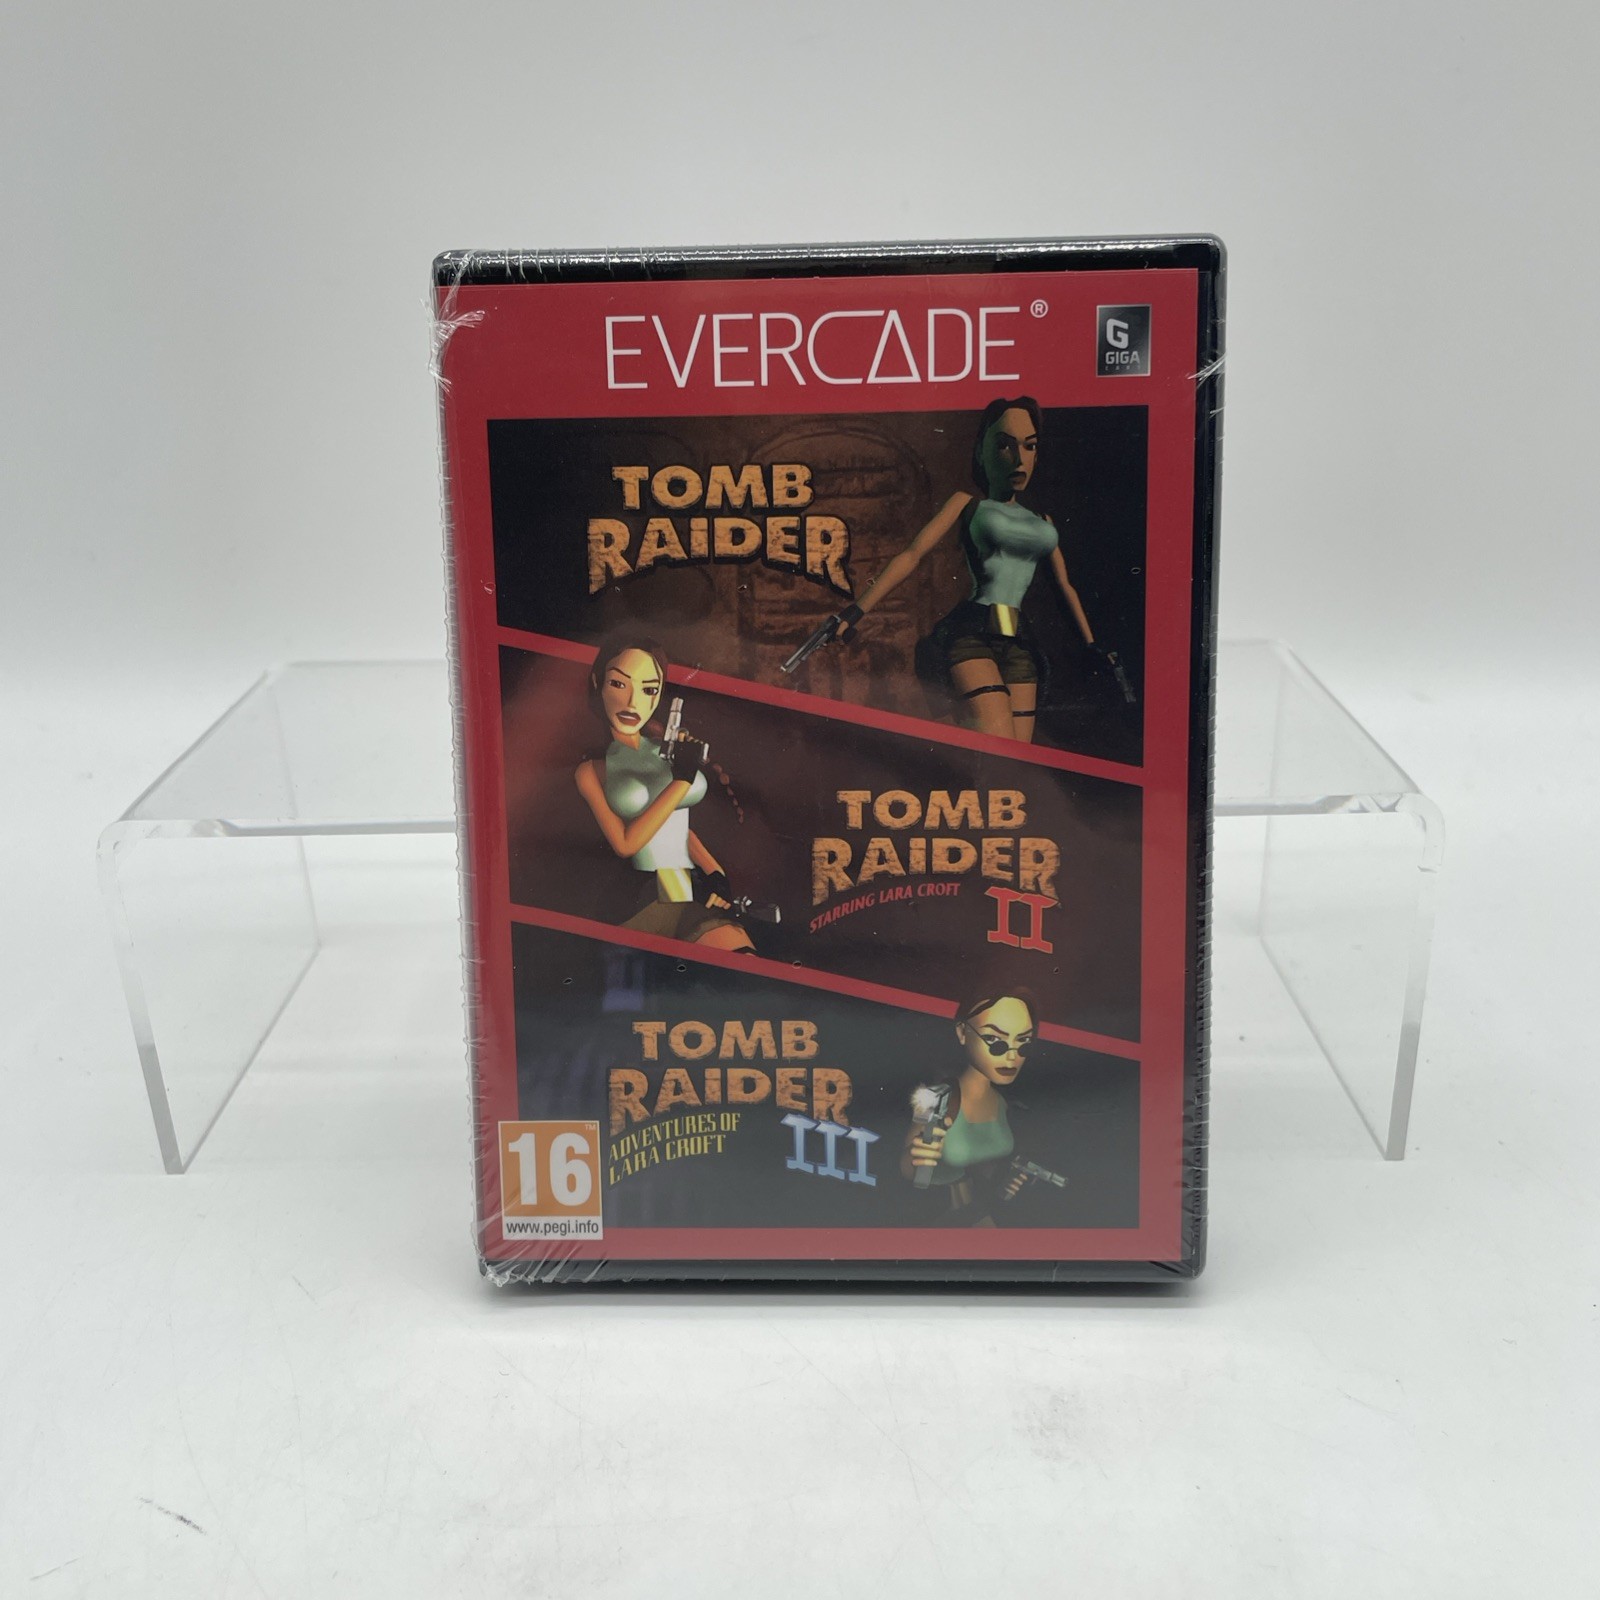 EVERCADE®
G
GIGA
TOMB
RAIDER
TOMB
RAIDER
STARRING LARA CROFT
II
TOMB
RAIDER
ADVENTURES OF
LARA CROFT
III
16™
www.pegi.info